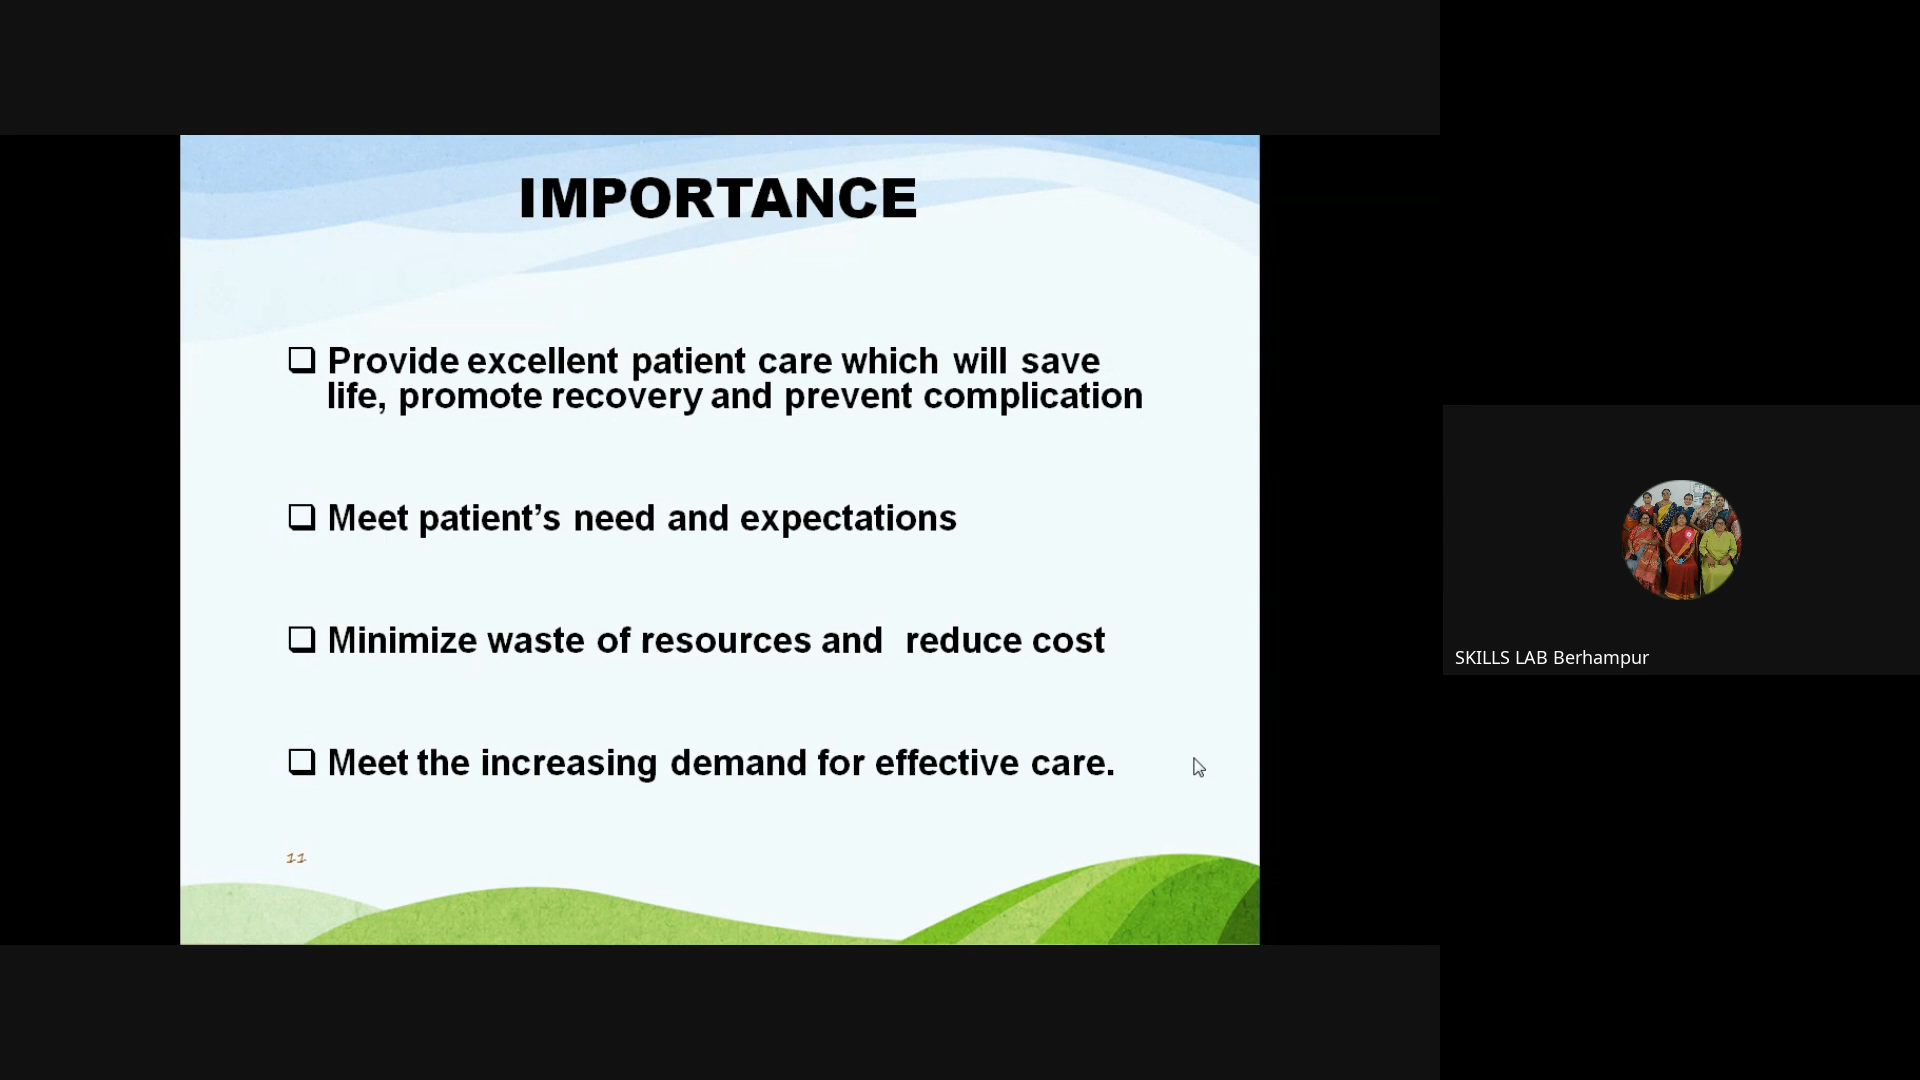 IMPORTANCE
❑ Provide excellent patient care which will save
life, promote recovery and prevent complication
❑ Meet patient’s need and expectations
❑ Minimize waste of resources and reduce cost
❑ Meet the increasing demand for effective care.
11
SKILLS LAB Berhampur